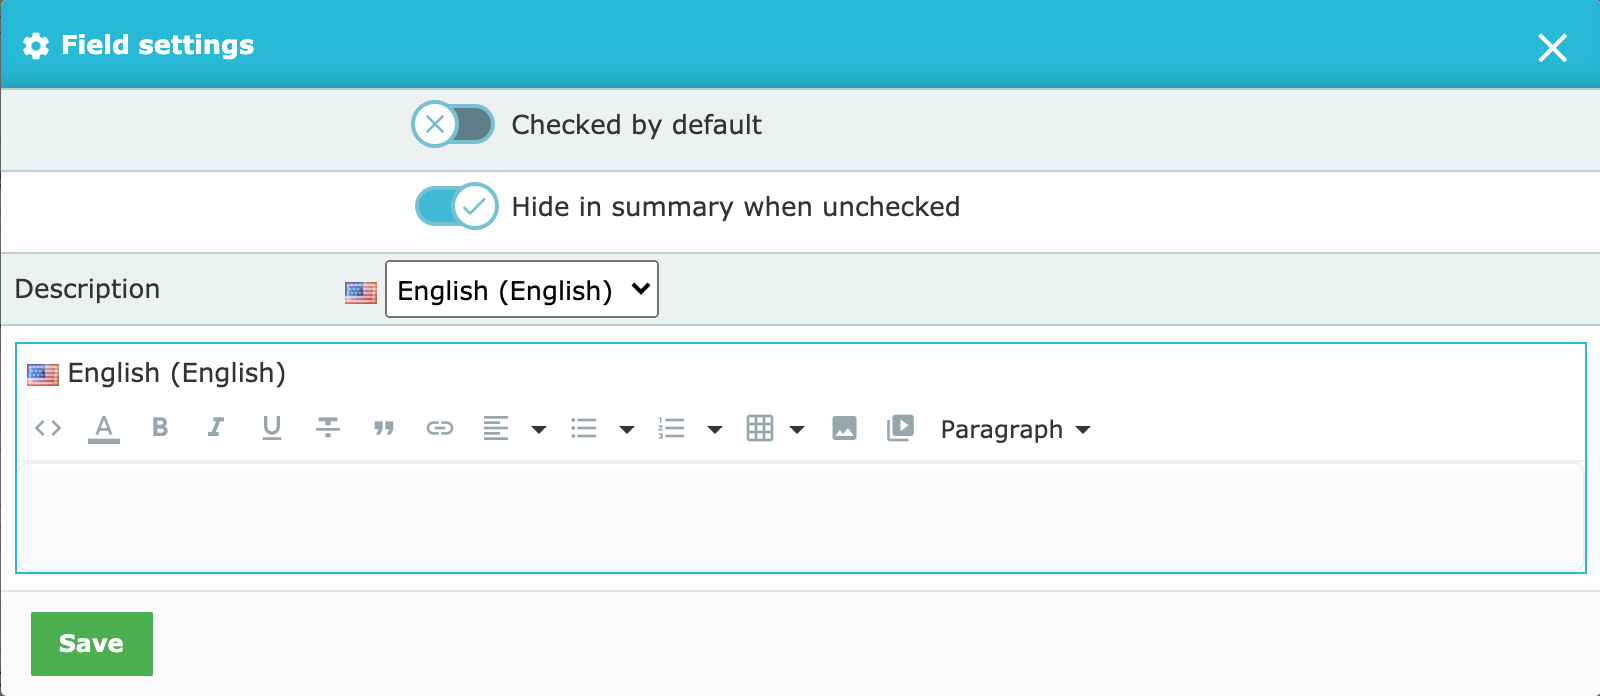 Field settings
Checked by default
Hide in summary when unchecked
Description English (English)
English (English)
A B I U Paragraph
Save